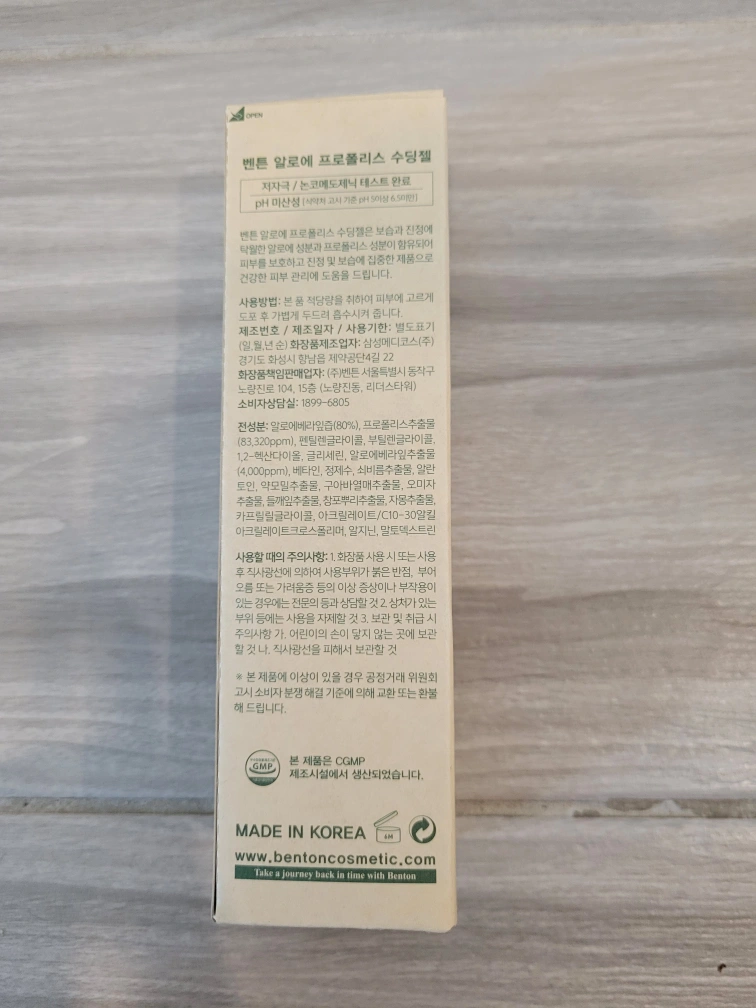 OPEN
벤튼 알로에 프로폴리스 수딩젤
저자극 / 논코메도제닉 테스트 완료
pH 미산성 [식약처 고시 기준 pH 5이상 6.5미만]
벤튼 알로에 프로폴리스 수딩젤은 보습과 진정에
탁월한 알로에 성분과 프로폴리스 성분이 함유되어
피부를 보호하고 진정 및 보습에 집중한 제품으로
건강한 피부 관리에 도움을 드립니다.
사용방법: 본 품 적당량을 취하여 피부에 고르게
도포 후 가볍게 두드려 흡수시켜 줍니다.
제조번호 / 제조일자 / 사용기한: 별도표기
(일,월,년 순) 화장품제조업자: 삼성메디코스(주)
경기도 화성시 향남읍 제약공단4길 22
화장품책임판매업자: (주)벤튼 서울특별시 동작구
노량진로 104, 15층 (노량진동, 리더스타워)
소비자상담실: 1899-6805
전성분: 알로에베라잎즙(80%), 프로폴리스추출물
(83,320ppm), 펜틸렌글라이콜, 부틸렌글라이콜,
1,2-헥산다이올, 글리세린, 알로에베라잎추출물
(4,000ppm), 베타인, 정제수, 쇠비름추출물, 알란
토인, 약모밀추출물, 구아바열매추출물, 오미자
추출물, 들깨잎추출물, 창포뿌리추출물, 자몽추출물,
카프릴릴글라이콜, 아크릴레이트/C10-30알킬
아크릴레이트크로스폴리머, 알지닌, 말토덱스트린
사용할 때의 주의사항: 1. 화장품 사용 시 또는 사용
후 직사광선에 의하여 사용부위가 붉은 반점, 부어
오름 또는 가려움증 등의 이상 증상이나 부작용이
있는 경우에는 전문의 등과 상담할 것 2. 상처가 있는
부위 등에는 사용을 자제할 것 3. 보관 및 취급 시
주의사항 가. 어린이의 손이 닿지 않는 곳에 보관
할 것 나. 직사광선을 피해서 보관할 것
※ 본 제품에 이상이 있을 경우 공정거래 위원회
고시 소비자 분쟁 해결 기준에 의해 교환 또는 환불
해 드립니다.
GMP
본 제품은 CGMP
제조시설에서 생산되었습니다.
MADE IN KOREA 6M
www.bentoncosmetic.com
Take a journey back in time with Benton